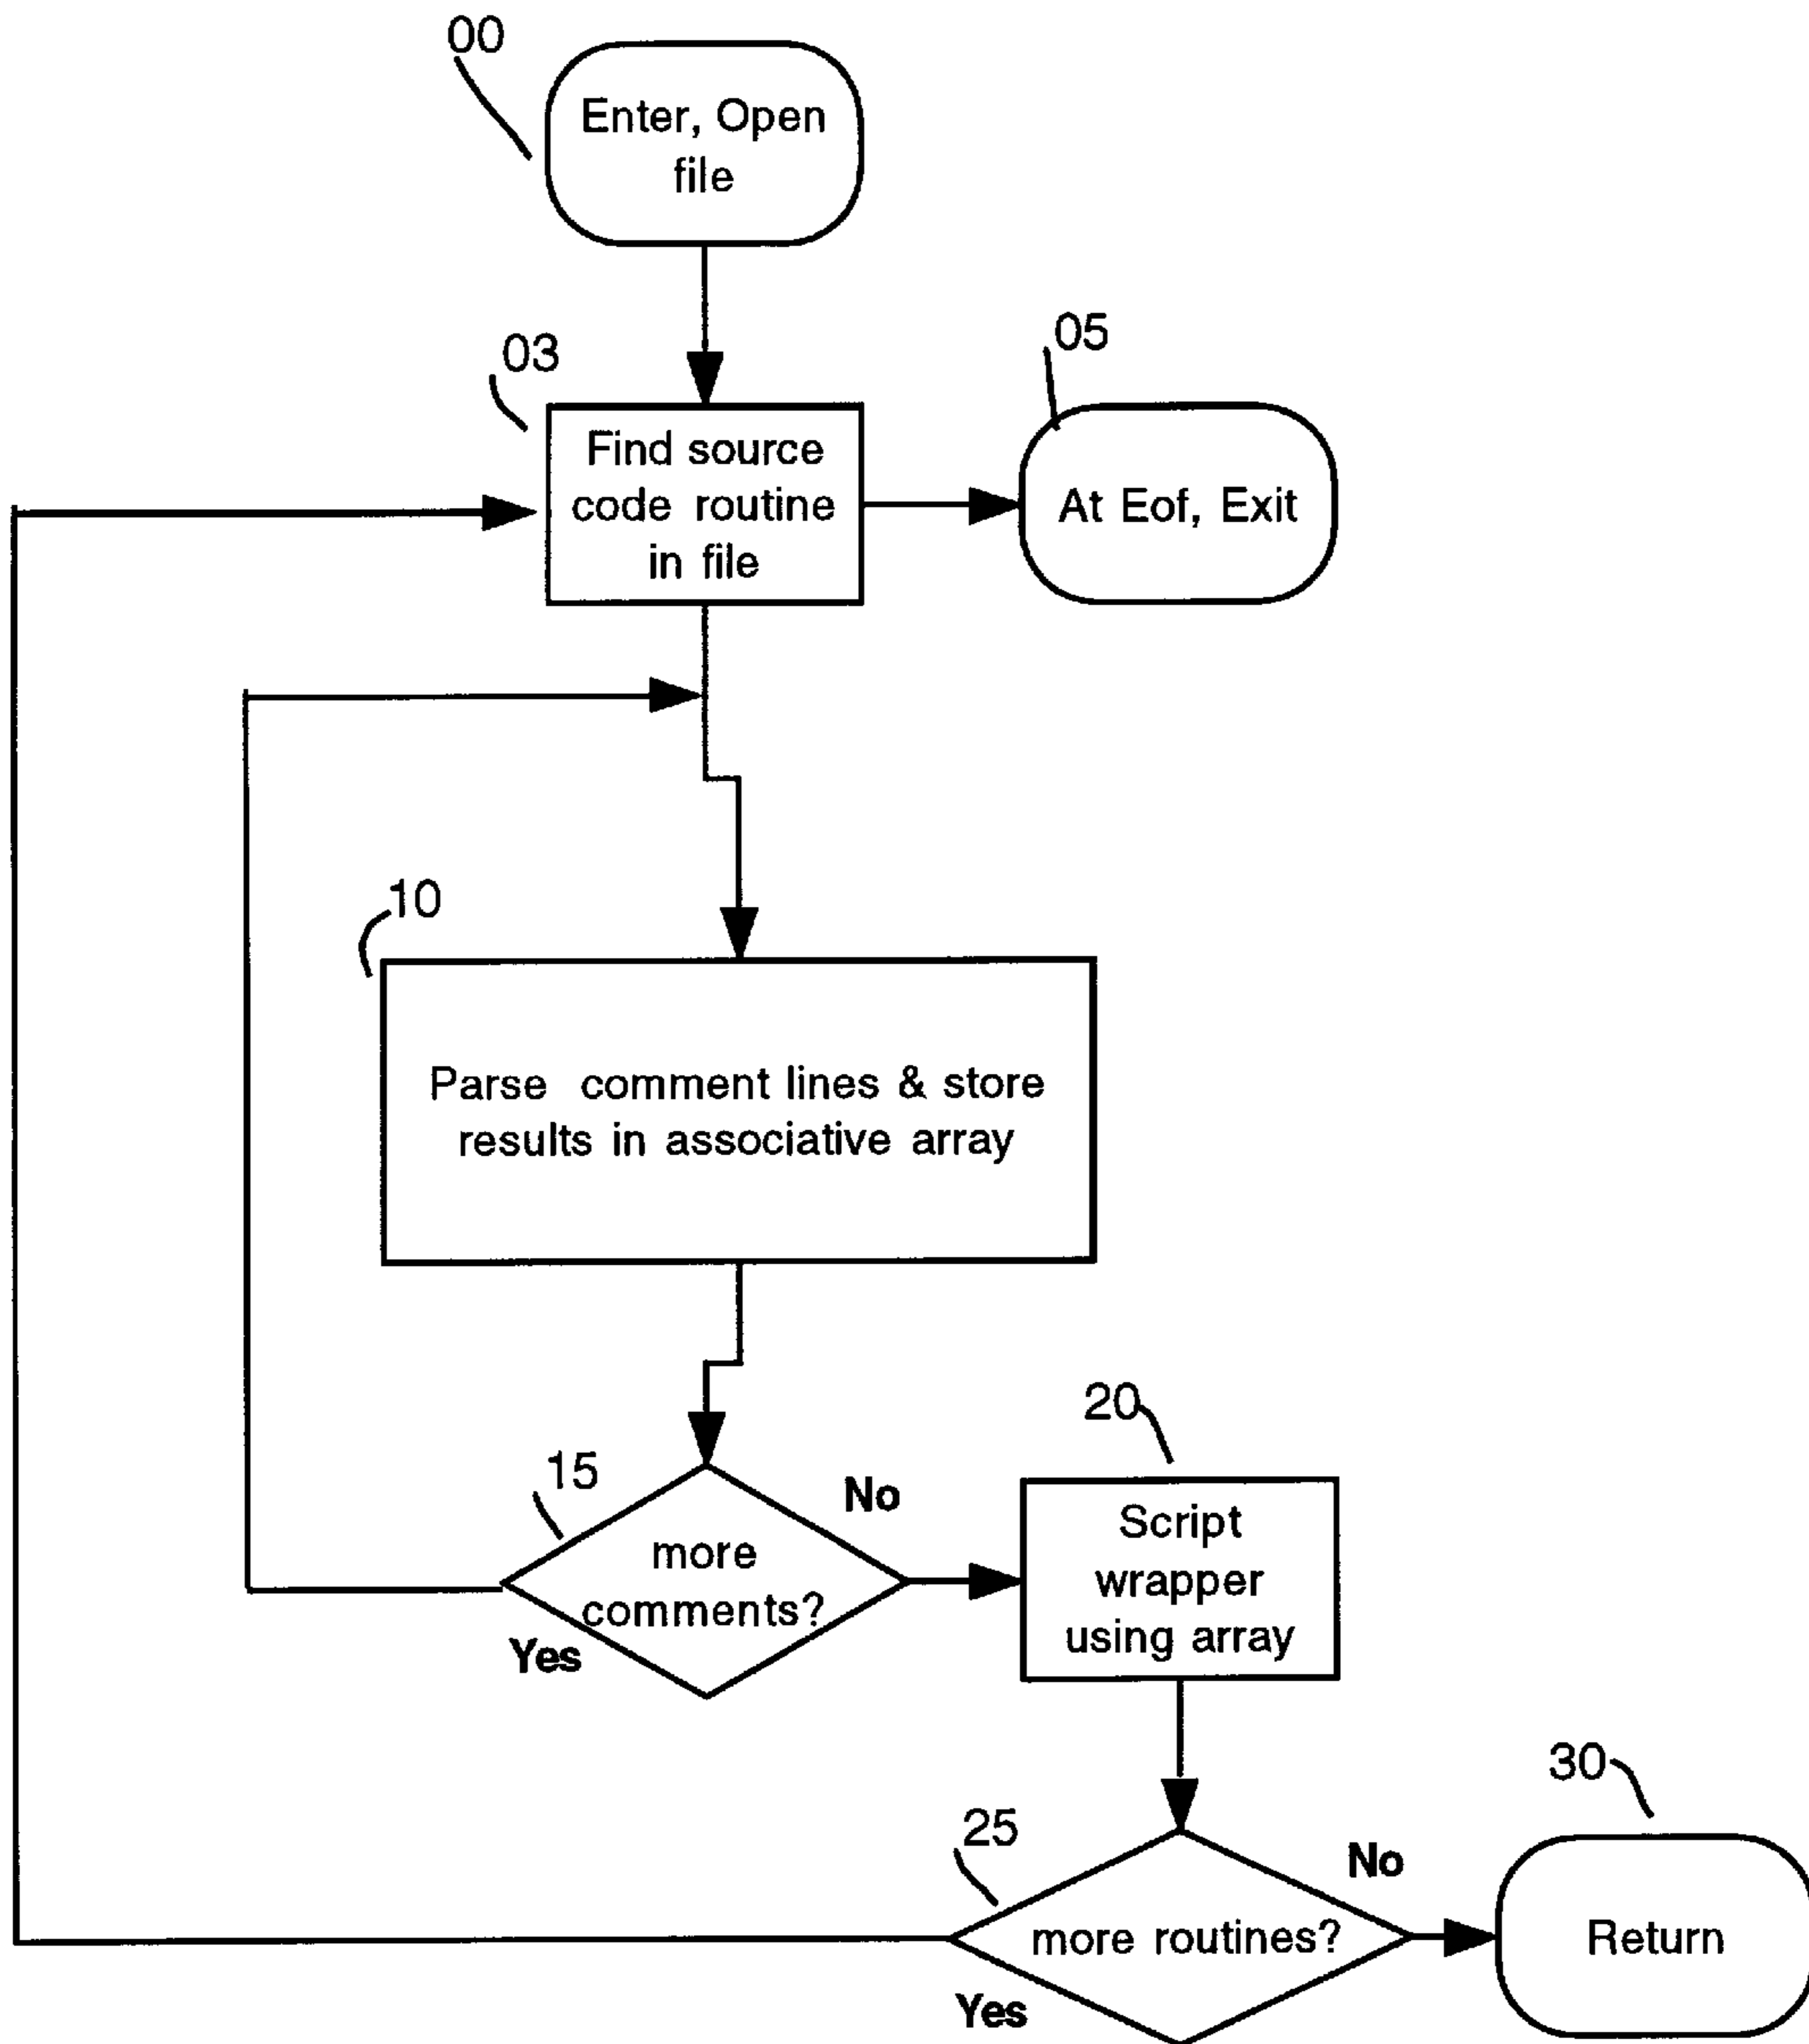 00
Enter, Open
file
03
05
Find source
code routine
in file
At Eof, Exit
10
Parse comment lines & store
results in associative array
15
No
20
more
comments?
Yes
Script
wrapper
using array
30
25
No
more routines?
Return
Yes